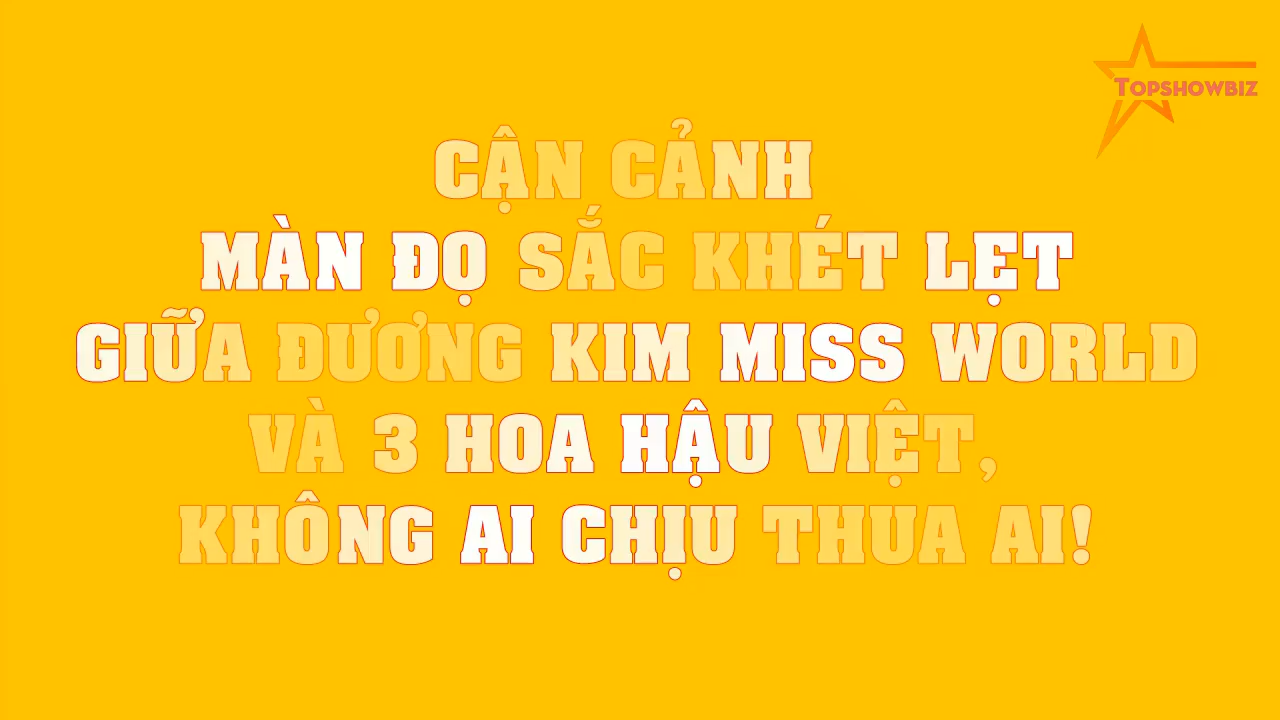 TOPSHOWBIZ
CẬN CẢNH
MÀN ĐỌ SẮC KHÉT LẸT
GIỮA ĐƯƠNG KIM MISS WORLD
VÀ 3 HOA HẬU VIỆT,
KHÔNG AI CHỊU THUA AI!